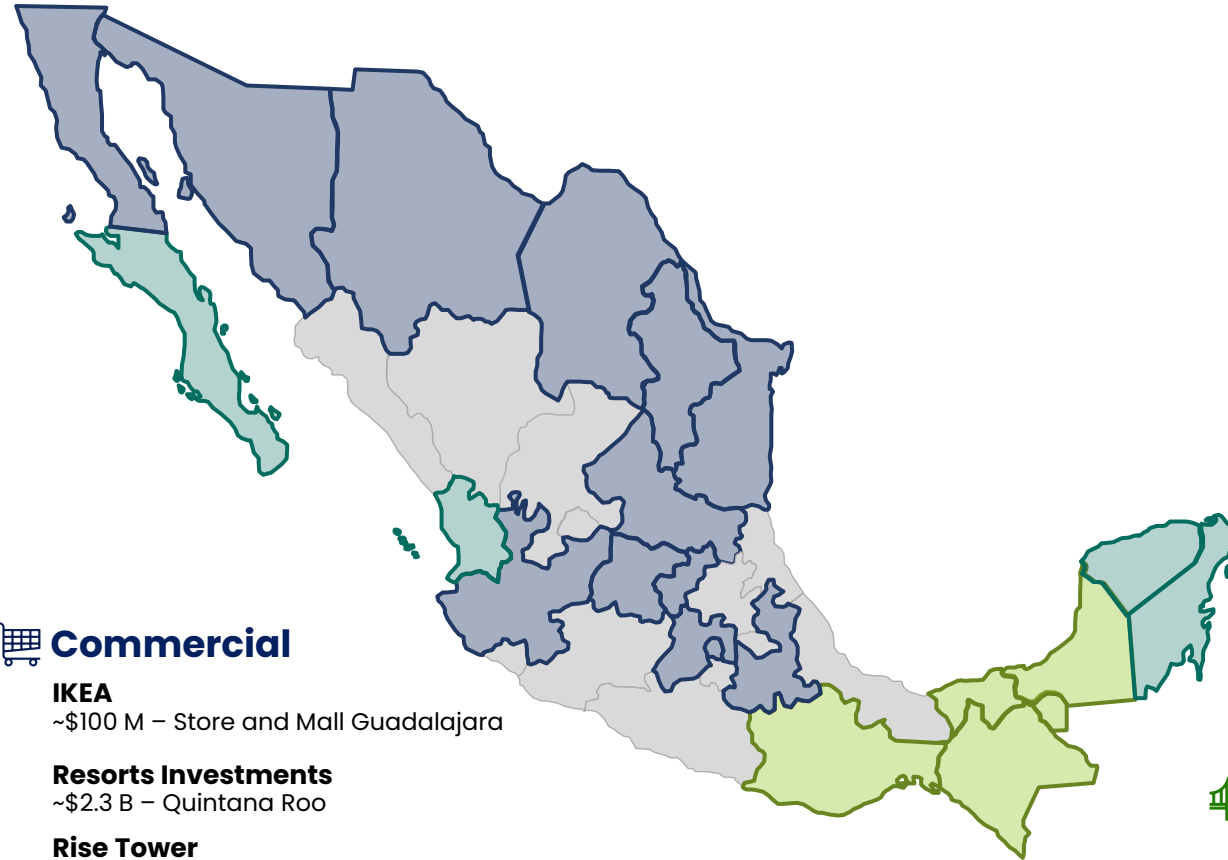 Commercial
IKEA
~$100 M – Store and Mall Guadalajara
Resorts Investments
~$2.3 B – Quintana Roo
Rise Tower